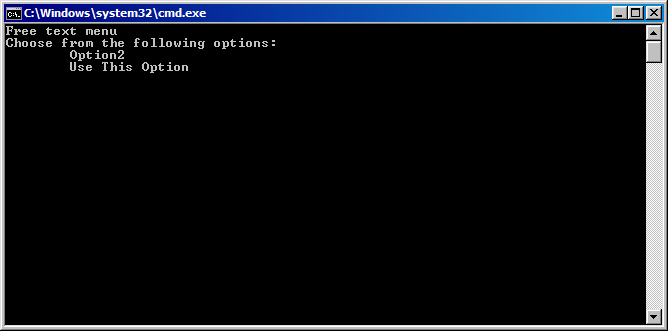 C:\Windows\system32\cmd.exe
Free text menu
Choose from the following options:
Option2
Use This Option